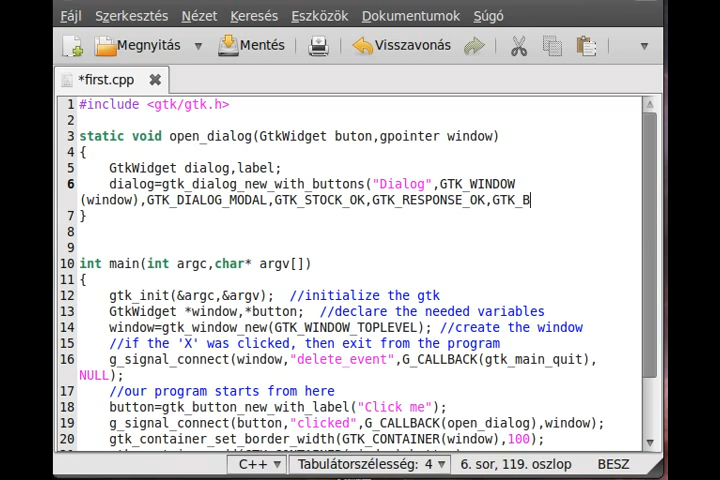 Fájl Szerkesztés Nézet Keresés Eszközök Dokumentumok Súgó
Megnyitás Mentés Visszavonás
*first.cpp
1 #include <gtk/gtk.h>
2
3 static void open_dialog(GtkWidget buton,gpointer window)
4 {
5 GtkWidget dialog,label;
6 dialog=gtk_dialog_new_with_buttons("Dialog",GTK_WINDOW
(window),GTK_DIALOG_MODAL,GTK_STOCK_OK,GTK_RESPONSE_OK,GTK_B
7 }
8
9
10 int main(int argc,char* argv[])
11 {
12 gtk_init(&argc,&argv); //initialize the gtk
13 GtkWidget *window,*button; //declare the needed variables
14 window=gtk_window_new(GTK_WINDOW_TOPLEVEL); //create the window
15 //if the 'X' was clicked, then exit from the program
16 g_signal_connect(window,"delete_event",G_CALLBACK(gtk_main_quit),
NULL);
17 //our program starts from here
18 button=gtk_button_new_with_label("Click me");
19 g_signal_connect(button,"clicked",G_CALLBACK(open_dialog),window);
20 gtk_container_set_border_width(GTK_CONTAINER(window),100);
C++ Tabulátorszélesség: 4 6. sor, 119. oszlop BESZ